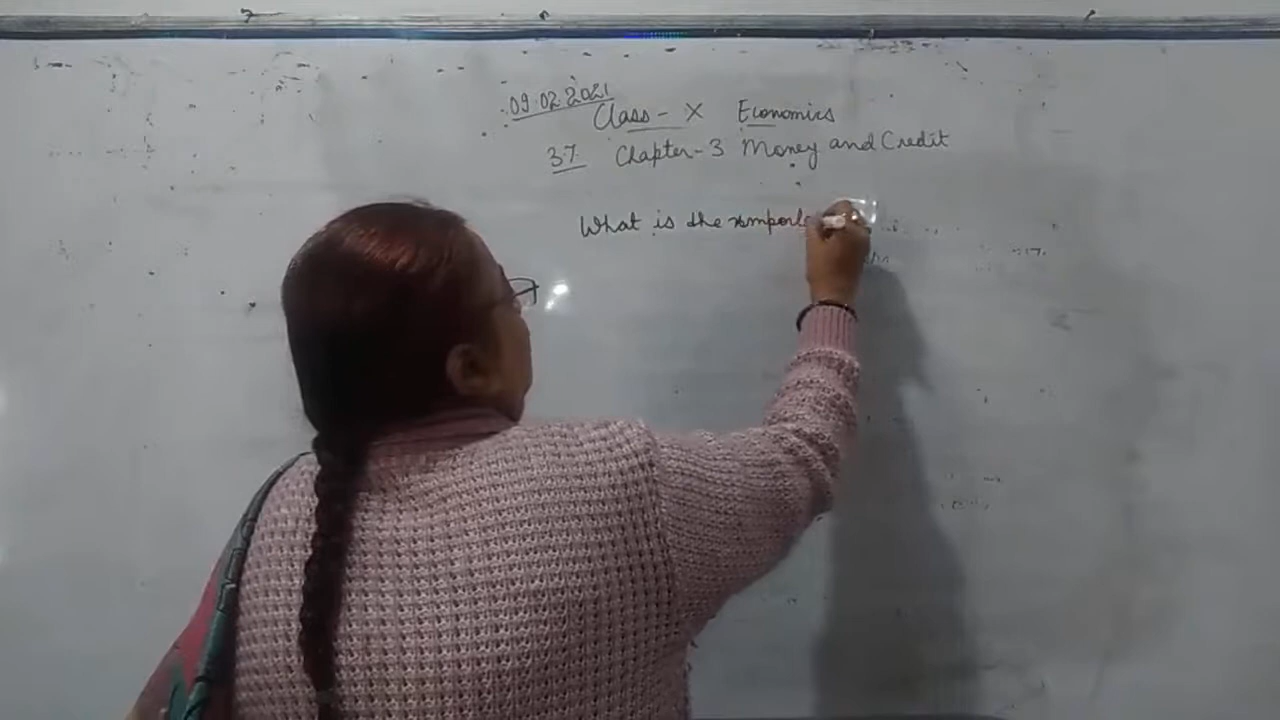 09.02.2021
Class - X Economics
37. Chapter-3 Money and Credit
What is the